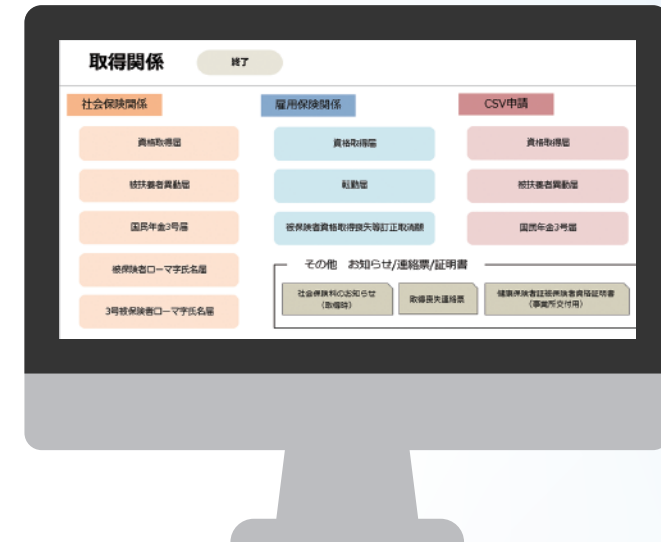 取得関係
終了
社会保険関係
雇用保険関係
CSV申請
資格取得届
資格取得届
資格取得届
被扶養者異動届
転勤届
被扶養者異動届
国民年金3号届
被保険者資格取得喪失等訂正取消願
国民年金3号届
被保険者ローマ字氏名届
3号被保険者ローマ字氏名届
その他 お知らせ/連絡票/証明書
社会保険料のお知らせ
(取得時)
取得喪失連絡票
健康保険者証被保険者資格証明書
(事業所交付用)